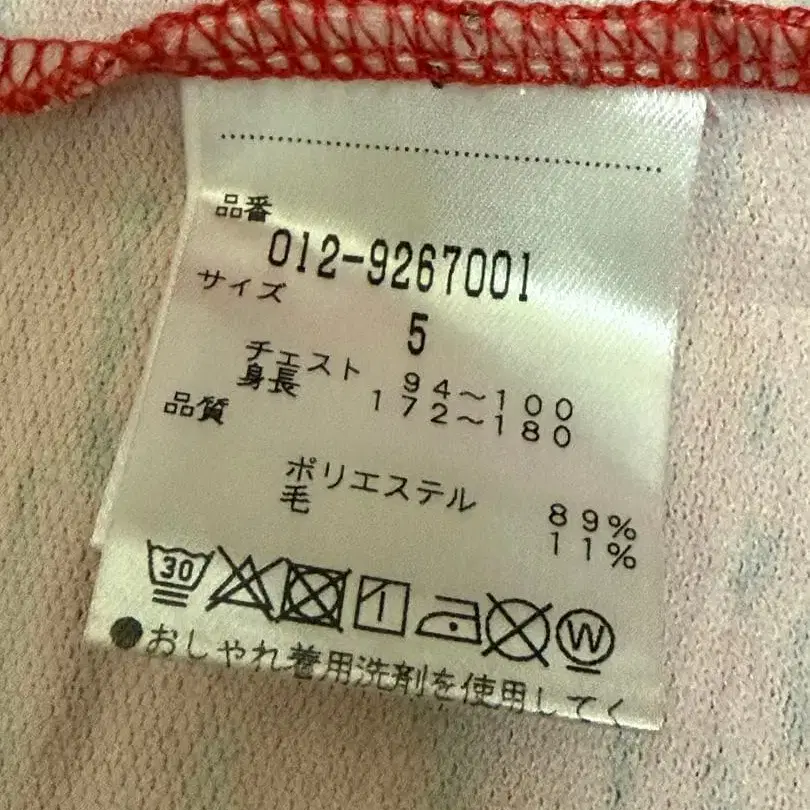 品番
012-9267001
サイズ
5
チェスト 94～100
身長 172～180
品質
ポリエステル 89%
毛 11%
30
W
●おしゃれ着用洗剤を使用してく